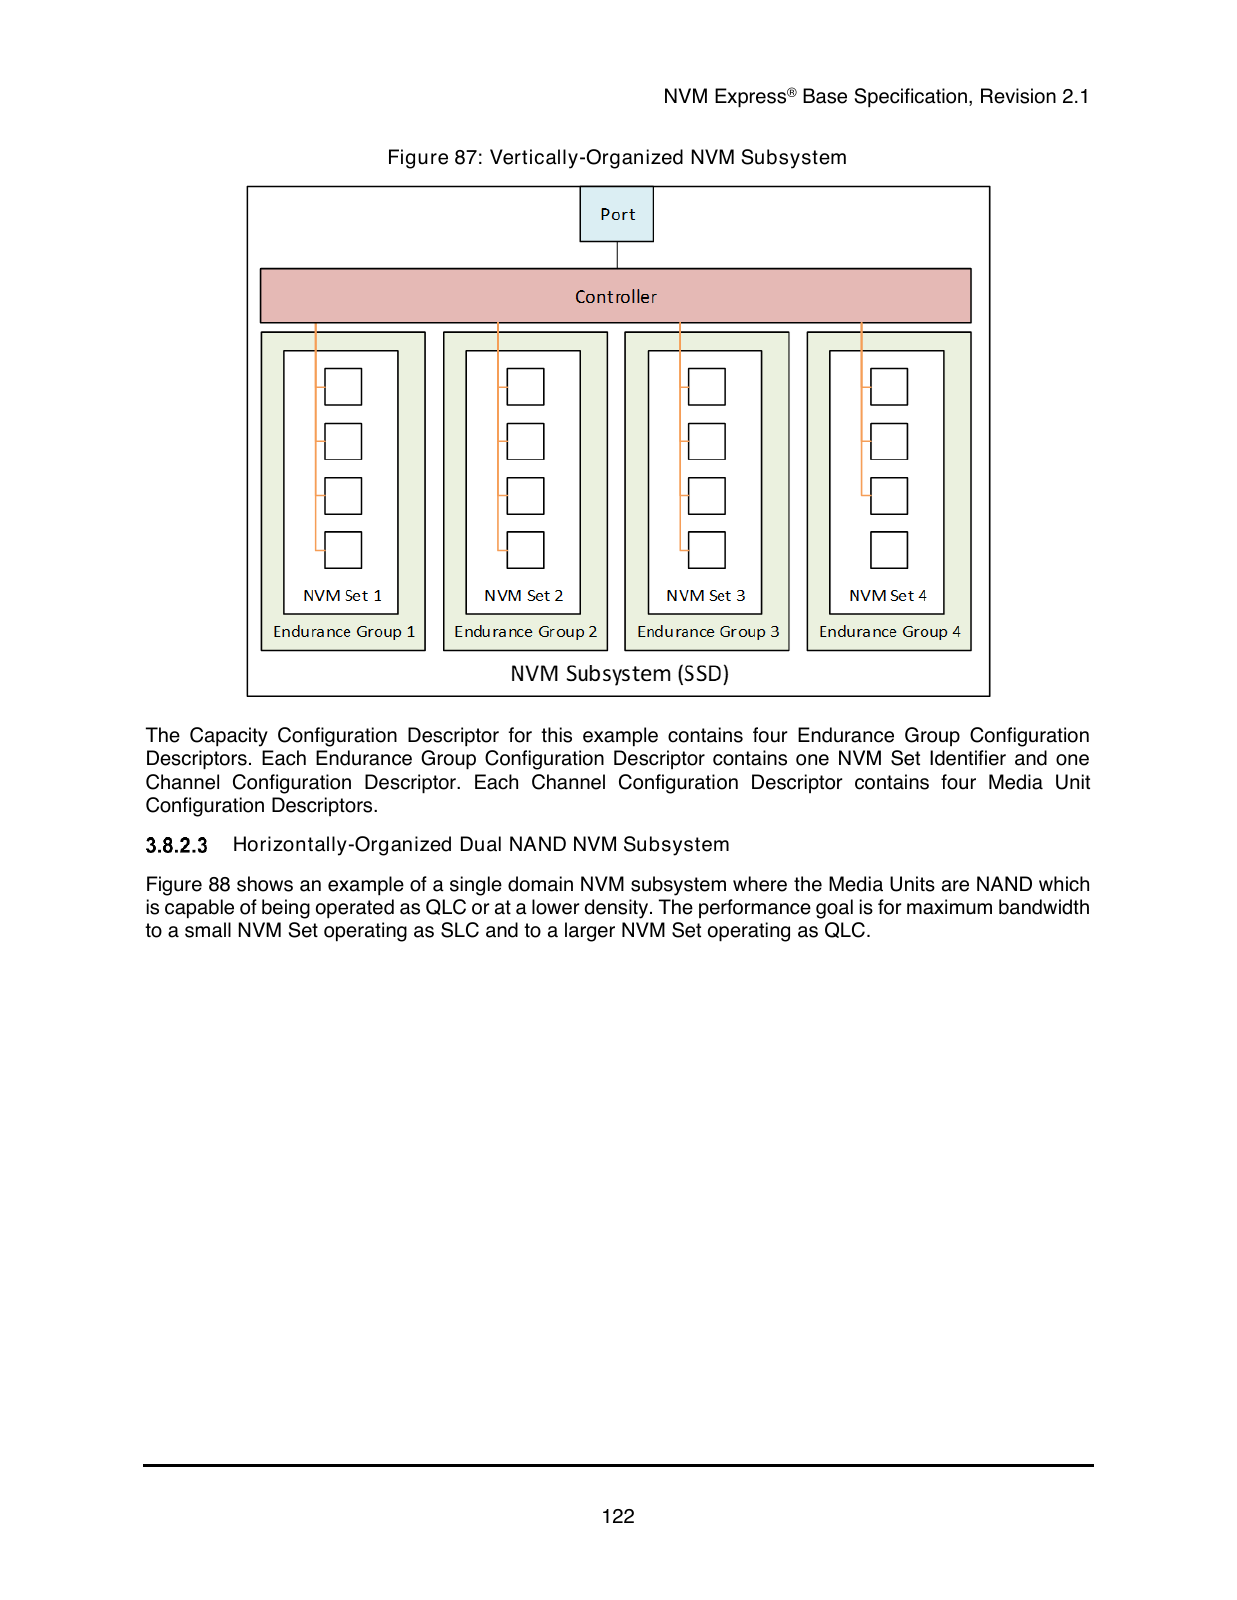 NVM Express® Base Specification, Revision 2.1
Figure 87: Vertically-Organized NVM Subsystem
Port
Controller
NVM Set 1
NVM Set 2
NVM Set 3
NVM Set 4
Endurance Group 1
Endurance Group 2
Endurance Group 3
Endurance Group 4
NVM Subsystem (SSD)
The Capacity Configuration Descriptor for this example contains four Endurance Group Configuration
Descriptors. Each Endurance Group Configuration Descriptor contains one NVM Set Identifier and one
Channel Configuration Descriptor. Each Channel Configuration Descriptor contains four Media Unit
Configuration Descriptors.
3.8.2.3 Horizontally-Organized Dual NAND NVM Subsystem
Figure 88 shows an example of a single domain NVM subsystem where the Media Units are NAND which
is capable of being operated as QLC or at a lower density. The performance goal is for maximum bandwidth
to a small NVM Set operating as SLC and to a larger NVM Set operating as QLC.
122